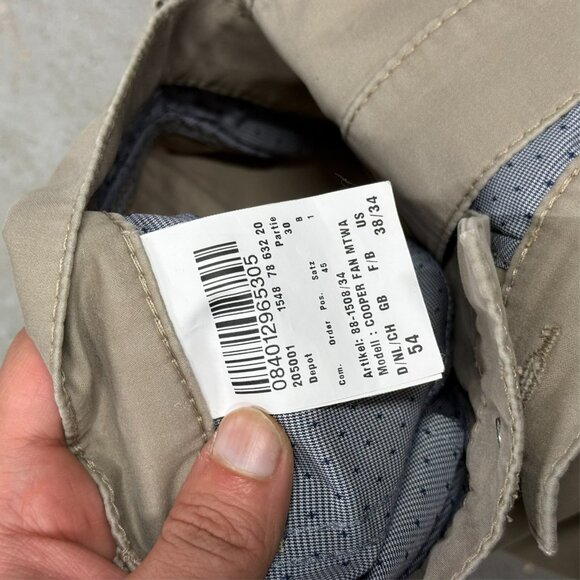 084012965305
205001 1548 78 632 20
Depot Order Pos. Satz Partie
45 30 B
Com. 1
Artikel: 88-1508/34
Modell: COOPER FAN MTWA
D/NL/CH GB F/B US
54 38/34